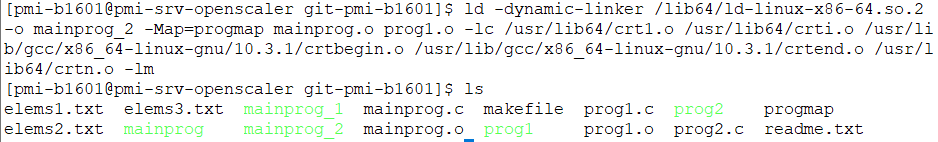 [pmi-b1601@pmi-srv-openscaler git-pmi-b1601]$ ld -dynamic-linker /lib64/ld-linux-x86-64.so.2
-o mainprog_2 -Map=progmap mainprog.o prog1.o -lc /usr/lib64/crt1.o /usr/lib64/crti.o /usr/li
b/gcc/x86_64-linux-gnu/10.3.1/crtbegin.o /usr/lib/gcc/x86_64-linux-gnu/10.3.1/crtend.o /usr/l
ib64/crtn.o -lm
[pmi-b1601@pmi-srv-openscaler git-pmi-b1601]$ ls
elems1.txt elems3.txt mainprog_1 mainprog.c makefile prog1.c prog2 progmap
elems2.txt mainprog mainprog_2 mainprog.o prog1 prog1.o prog2.c readme.txt